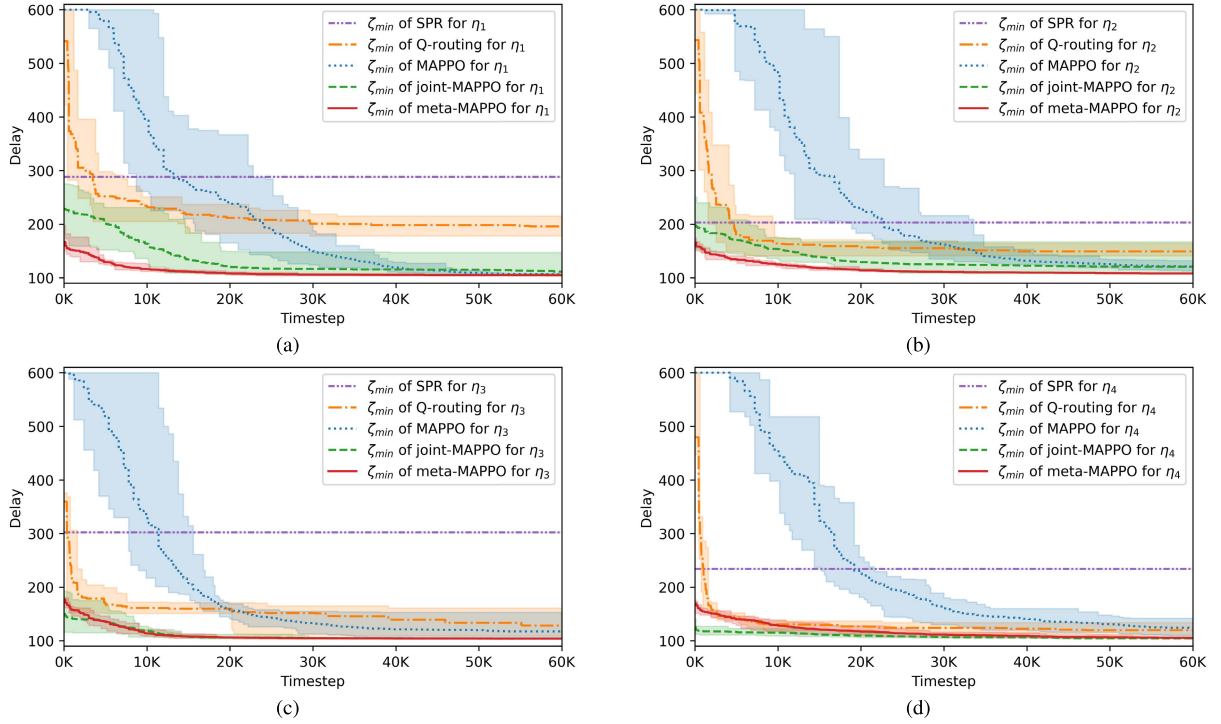 600
500
400
300
200
100
Delay
0K 10K 20K 30K 40K 50K 60K
Timestep
ζmin of SPR for η1
ζmin of Q-routing for η1
ζmin of MAPPO for η1
ζmin of joint-MAPPO for η1
ζmin of meta-MAPPO for η1
(a)
600
500
400
300
200
100
Delay
0K 10K 20K 30K 40K 50K 60K
Timestep
ζmin of SPR for η2
ζmin of Q-routing for η2
ζmin of MAPPO for η2
ζmin of joint-MAPPO for η2
ζmin of meta-MAPPO for η2
(b)
600
500
400
300
200
100
Delay
0K 10K 20K 30K 40K 50K 60K
Timestep
ζmin of SPR for η3
ζmin of Q-routing for η3
ζmin of MAPPO for η3
ζmin of joint-MAPPO for η3
ζmin of meta-MAPPO for η3
(c)
600
500
400
300
200
100
Delay
0K 10K 20K 30K 40K 50K 60K
Timestep
ζmin of SPR for η4
ζmin of Q-routing for η4
ζmin of MAPPO for η4
ζmin of joint-MAPPO for η4
ζmin of meta-MAPPO for η4
(d)